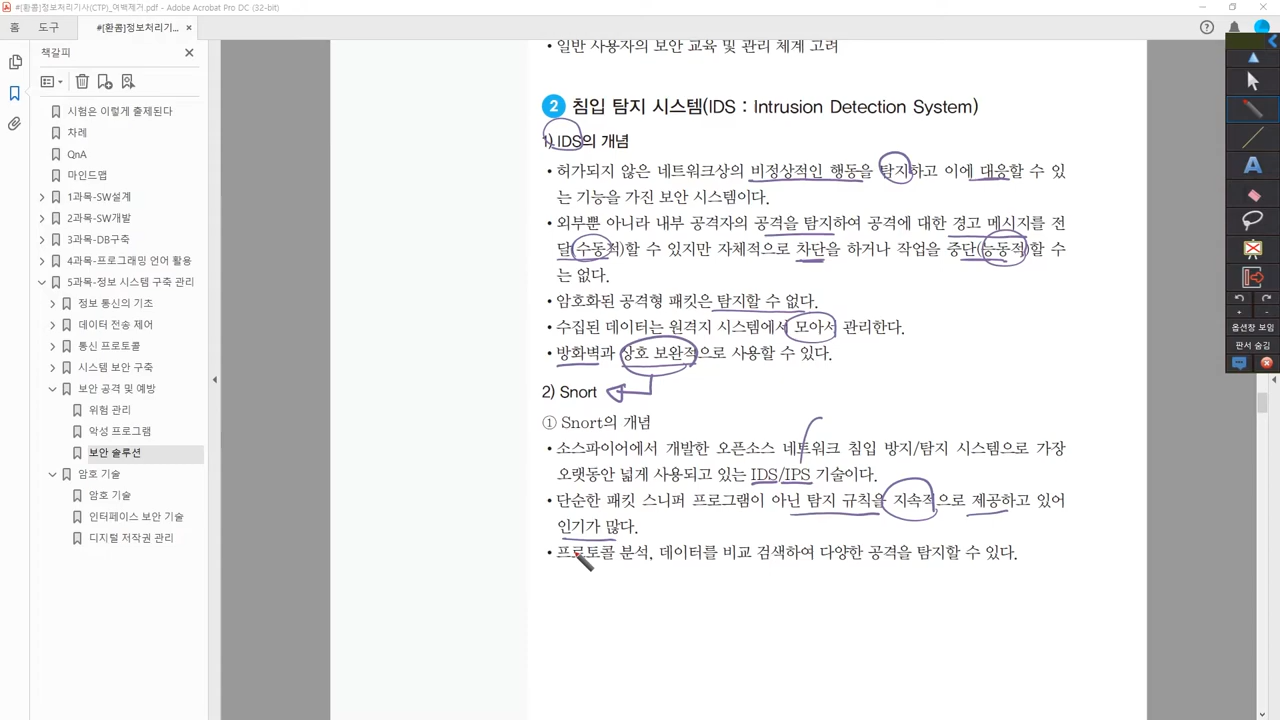 #[환콤]정보처리기사(CTP)_여백제거.pdf - Adobe Acrobat Pro DC (32-bit)
홈 도구 #[환콤]정보처리기... ×
책갈피
시험은 이렇게 출제된다
차례
QnA
마인드맵
1과목-SW설계
2과목-SW개발
3과목-DB구축
4과목-프로그래밍 언어 활용
5과목-정보 시스템 구축 관리
정보 통신의 기초
데이터 전송 제어
통신 프로토콜
시스템 보안 구축
보안 공격 및 예방
위험 관리
악성 프로그램
보안 솔루션
암호 기술
암호 기술
인터페이스 보안 기술
디지털 저작권 관리
• 일반 사용자의 보안 교육 및 관리 체계 고려
2 침입 탐지 시스템(IDS : Intrusion Detection System)
1) IDS의 개념
• 허가되지 않은 네트워크상의 비정상적인 행동을 탐지하고 이에 대응할 수 있
는 기능을 가진 보안 시스템이다.
• 외부뿐 아니라 내부 공격자의 공격을 탐지하여 공격에 대한 경고 메시지를 전
달(수동적)할 수 있지만 자체적으로 차단을 하거나 작업을 중단(능동적)할 수
는 없다.
• 암호화된 공격형 패킷은 탐지할 수 없다.
• 수집된 데이터는 원격지 시스템에서 모아서 관리한다.
• 방화벽과 상호 보완적으로 사용할 수 있다.
2) Snort
① Snort의 개념
• 소스파이어에서 개발한 오픈소스 네트워크 침입 방지/탐지 시스템으로 가장
오랫동안 넓게 사용되고 있는 IDS/IPS 기술이다.
• 단순한 패킷 스니퍼 프로그램이 아닌 탐지 규칙을 지속적으로 제공하고 있어
인기가 많다.
• 프로토콜 분석, 데이터를 비교 검색하여 다양한 공격을 탐지할 수 있다.
A
- +
옵션창 보임
판서 숨김